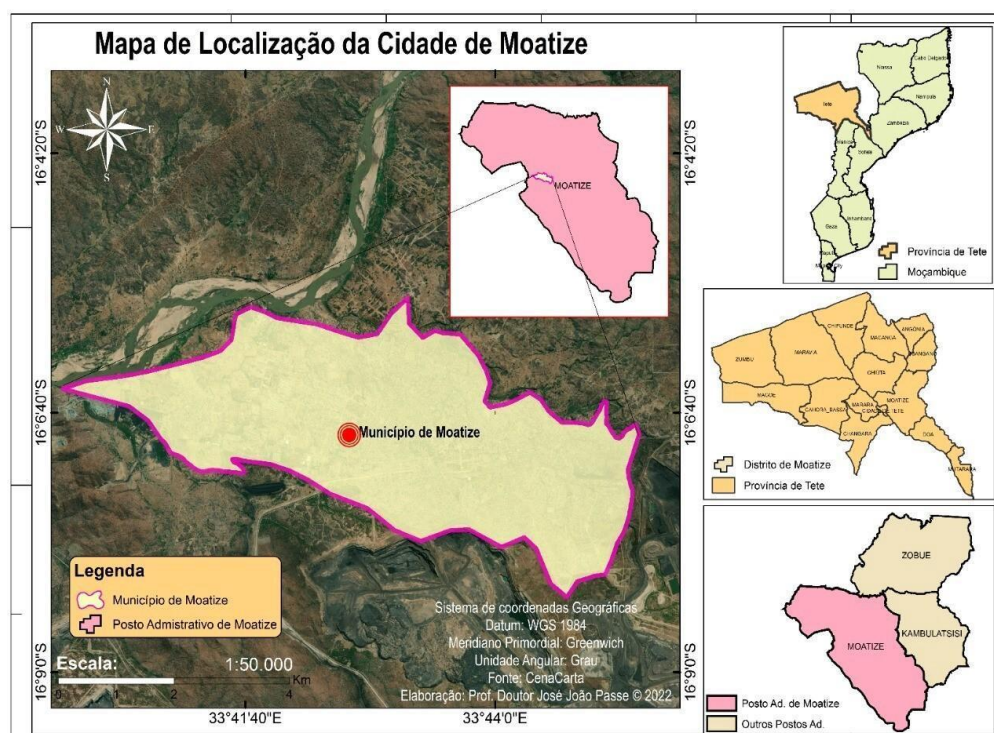 Mapa de Localização da Cidade de Moatize
N
W
E
S
16°4'20"S
16°6'40"S
16°9'0"S
16°4'20"S
16°6'40"S
16°9'0"S
33°41'40"E
33°44'0"E
MOATIZE
Município de Moatize
Legenda
Município de Moatize
Posto Admistrativo de Moatize
Escala:
1:50.000
0
2
4
Km
Sistema de coordenadas Geográficas
Datum: WGS 1984
Meridiano Primordial: Greenwich
Unidade Angular: Grau
Fonte: CenaCarta
Elaboração: Prof. Doutor José João Passe © 2022
Niassa
Cabo Delgado
Nampula
Tete
Zambezia
Manica
Sofala
Inhambane
Gaza
Província de Tete
Moçambique
ZUMBU
MARAVIA
CHIFUNDE
MACANGA
ANGONIA
CHIUTA
MAGOE
CAHORA_BASSA
MARARA
MOATIZE
CIDADE DE TETE
CHANGARA
DOA
MUTARARA
Distrito de Moatize
Província de Tete
ZOBUE
KAMBULATSISI
MOATIZE
Posto Ad. de Moatize
Outros Postos Ad.